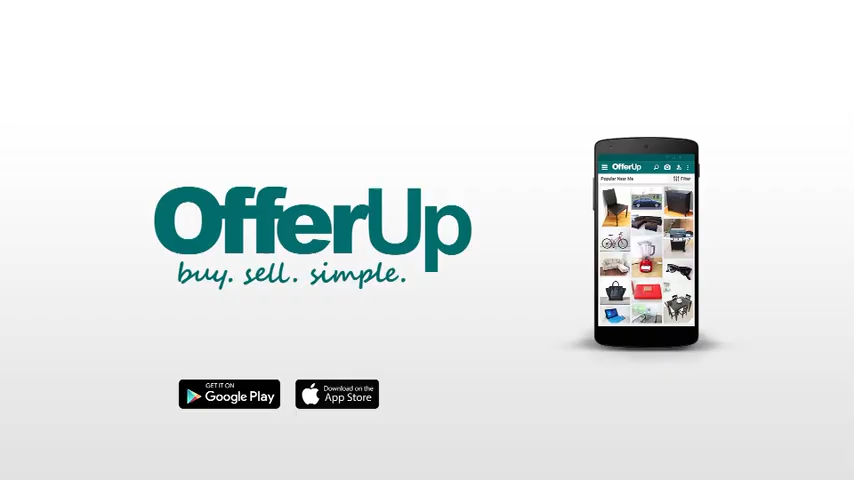 OfferUp
buy. sell. simple.
GET IT ON
Google Play
Download on the
App Store
OfferUp
Popular Near Me
Filter